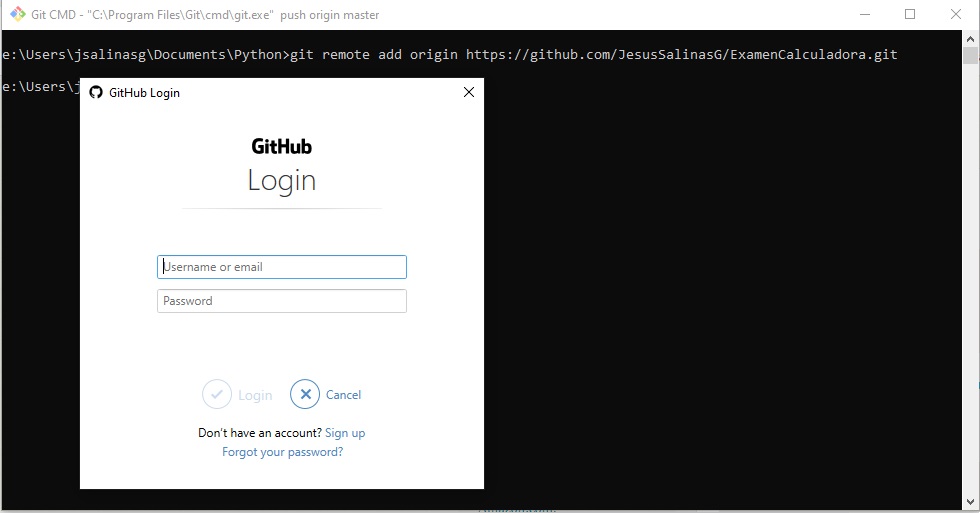 Git CMD - "C:\Program Files\Git\cmd\git.exe" push origin master
e:\Users\jsalinasg\Documents\Python>git remote add origin https://github.com/JesusSalinasG/ExamenCalculadora.git
e:\Users\j
GitHub Login
GitHub
Login
Username or email
Password
Login
Cancel
Don't have an account? Sign up
Forgot your password?